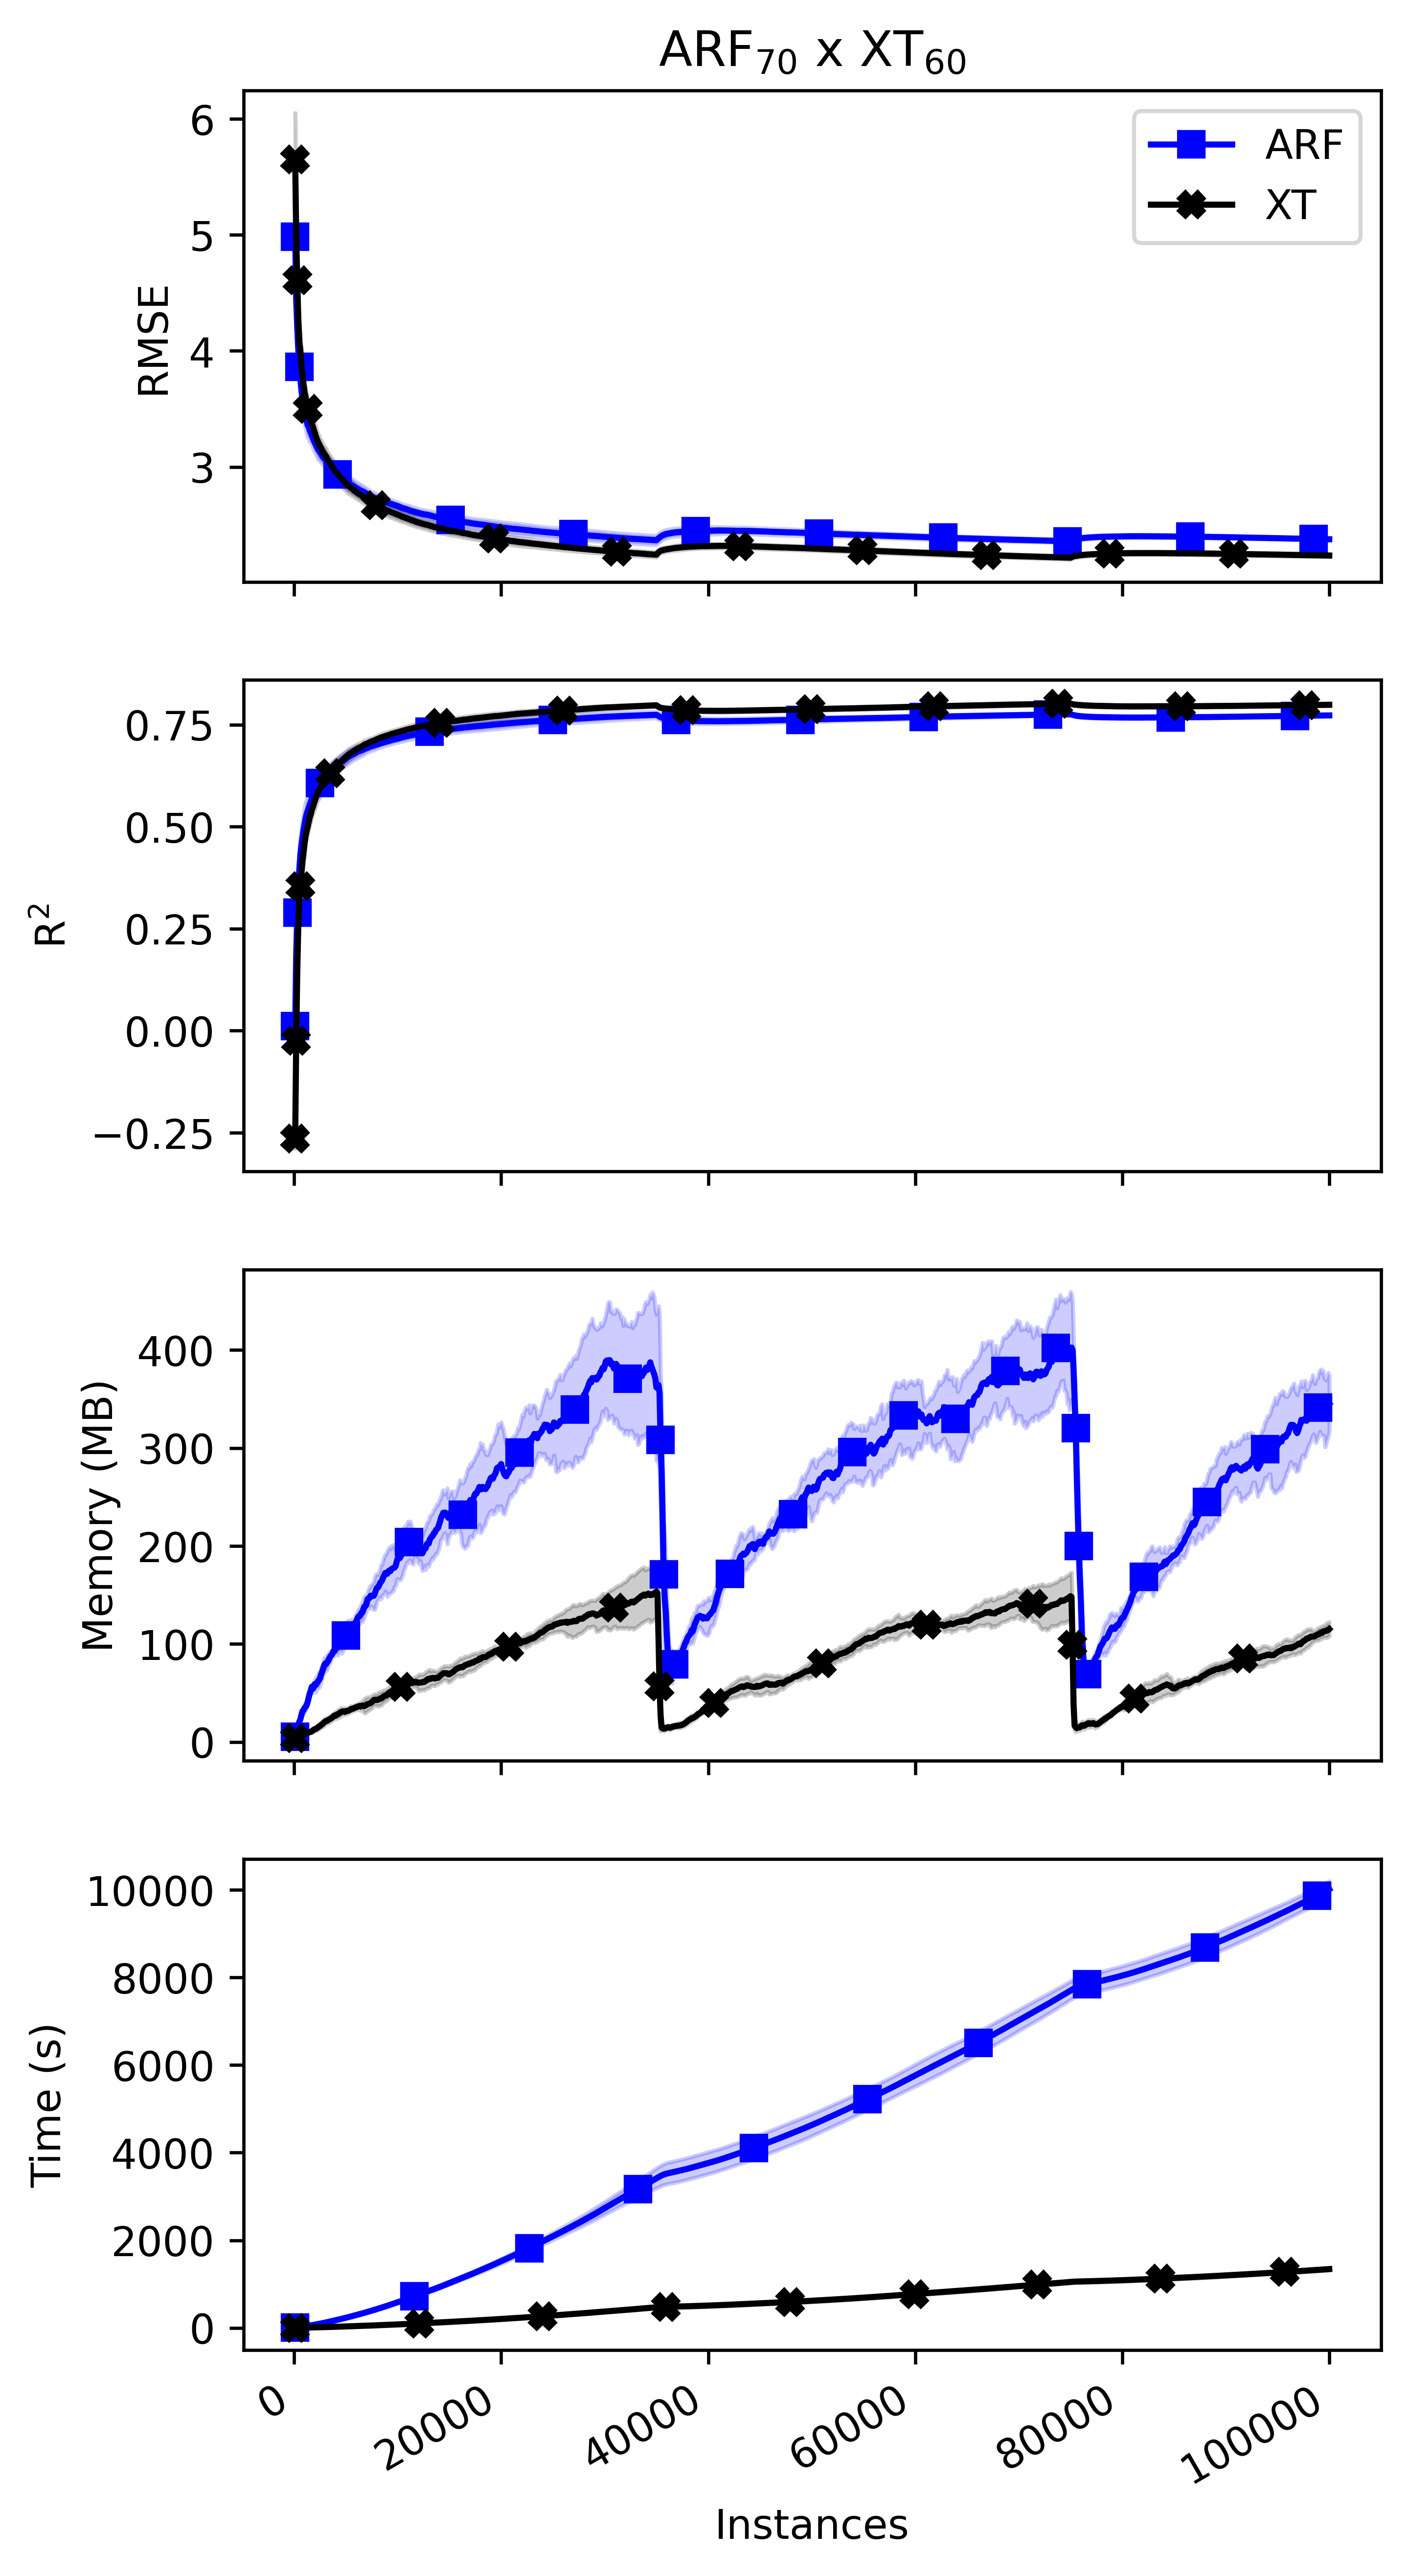 ARF₇₀ x XT₆₀
6
5
4
3
RMSE
ARF
XT
0.75
0.50
0.25
0.00
−0.25
R²
400
300
200
100
0
Memory (MB)
10000
8000
6000
4000
2000
0
Time (s)
0 20000 40000 60000 80000 100000
Instances